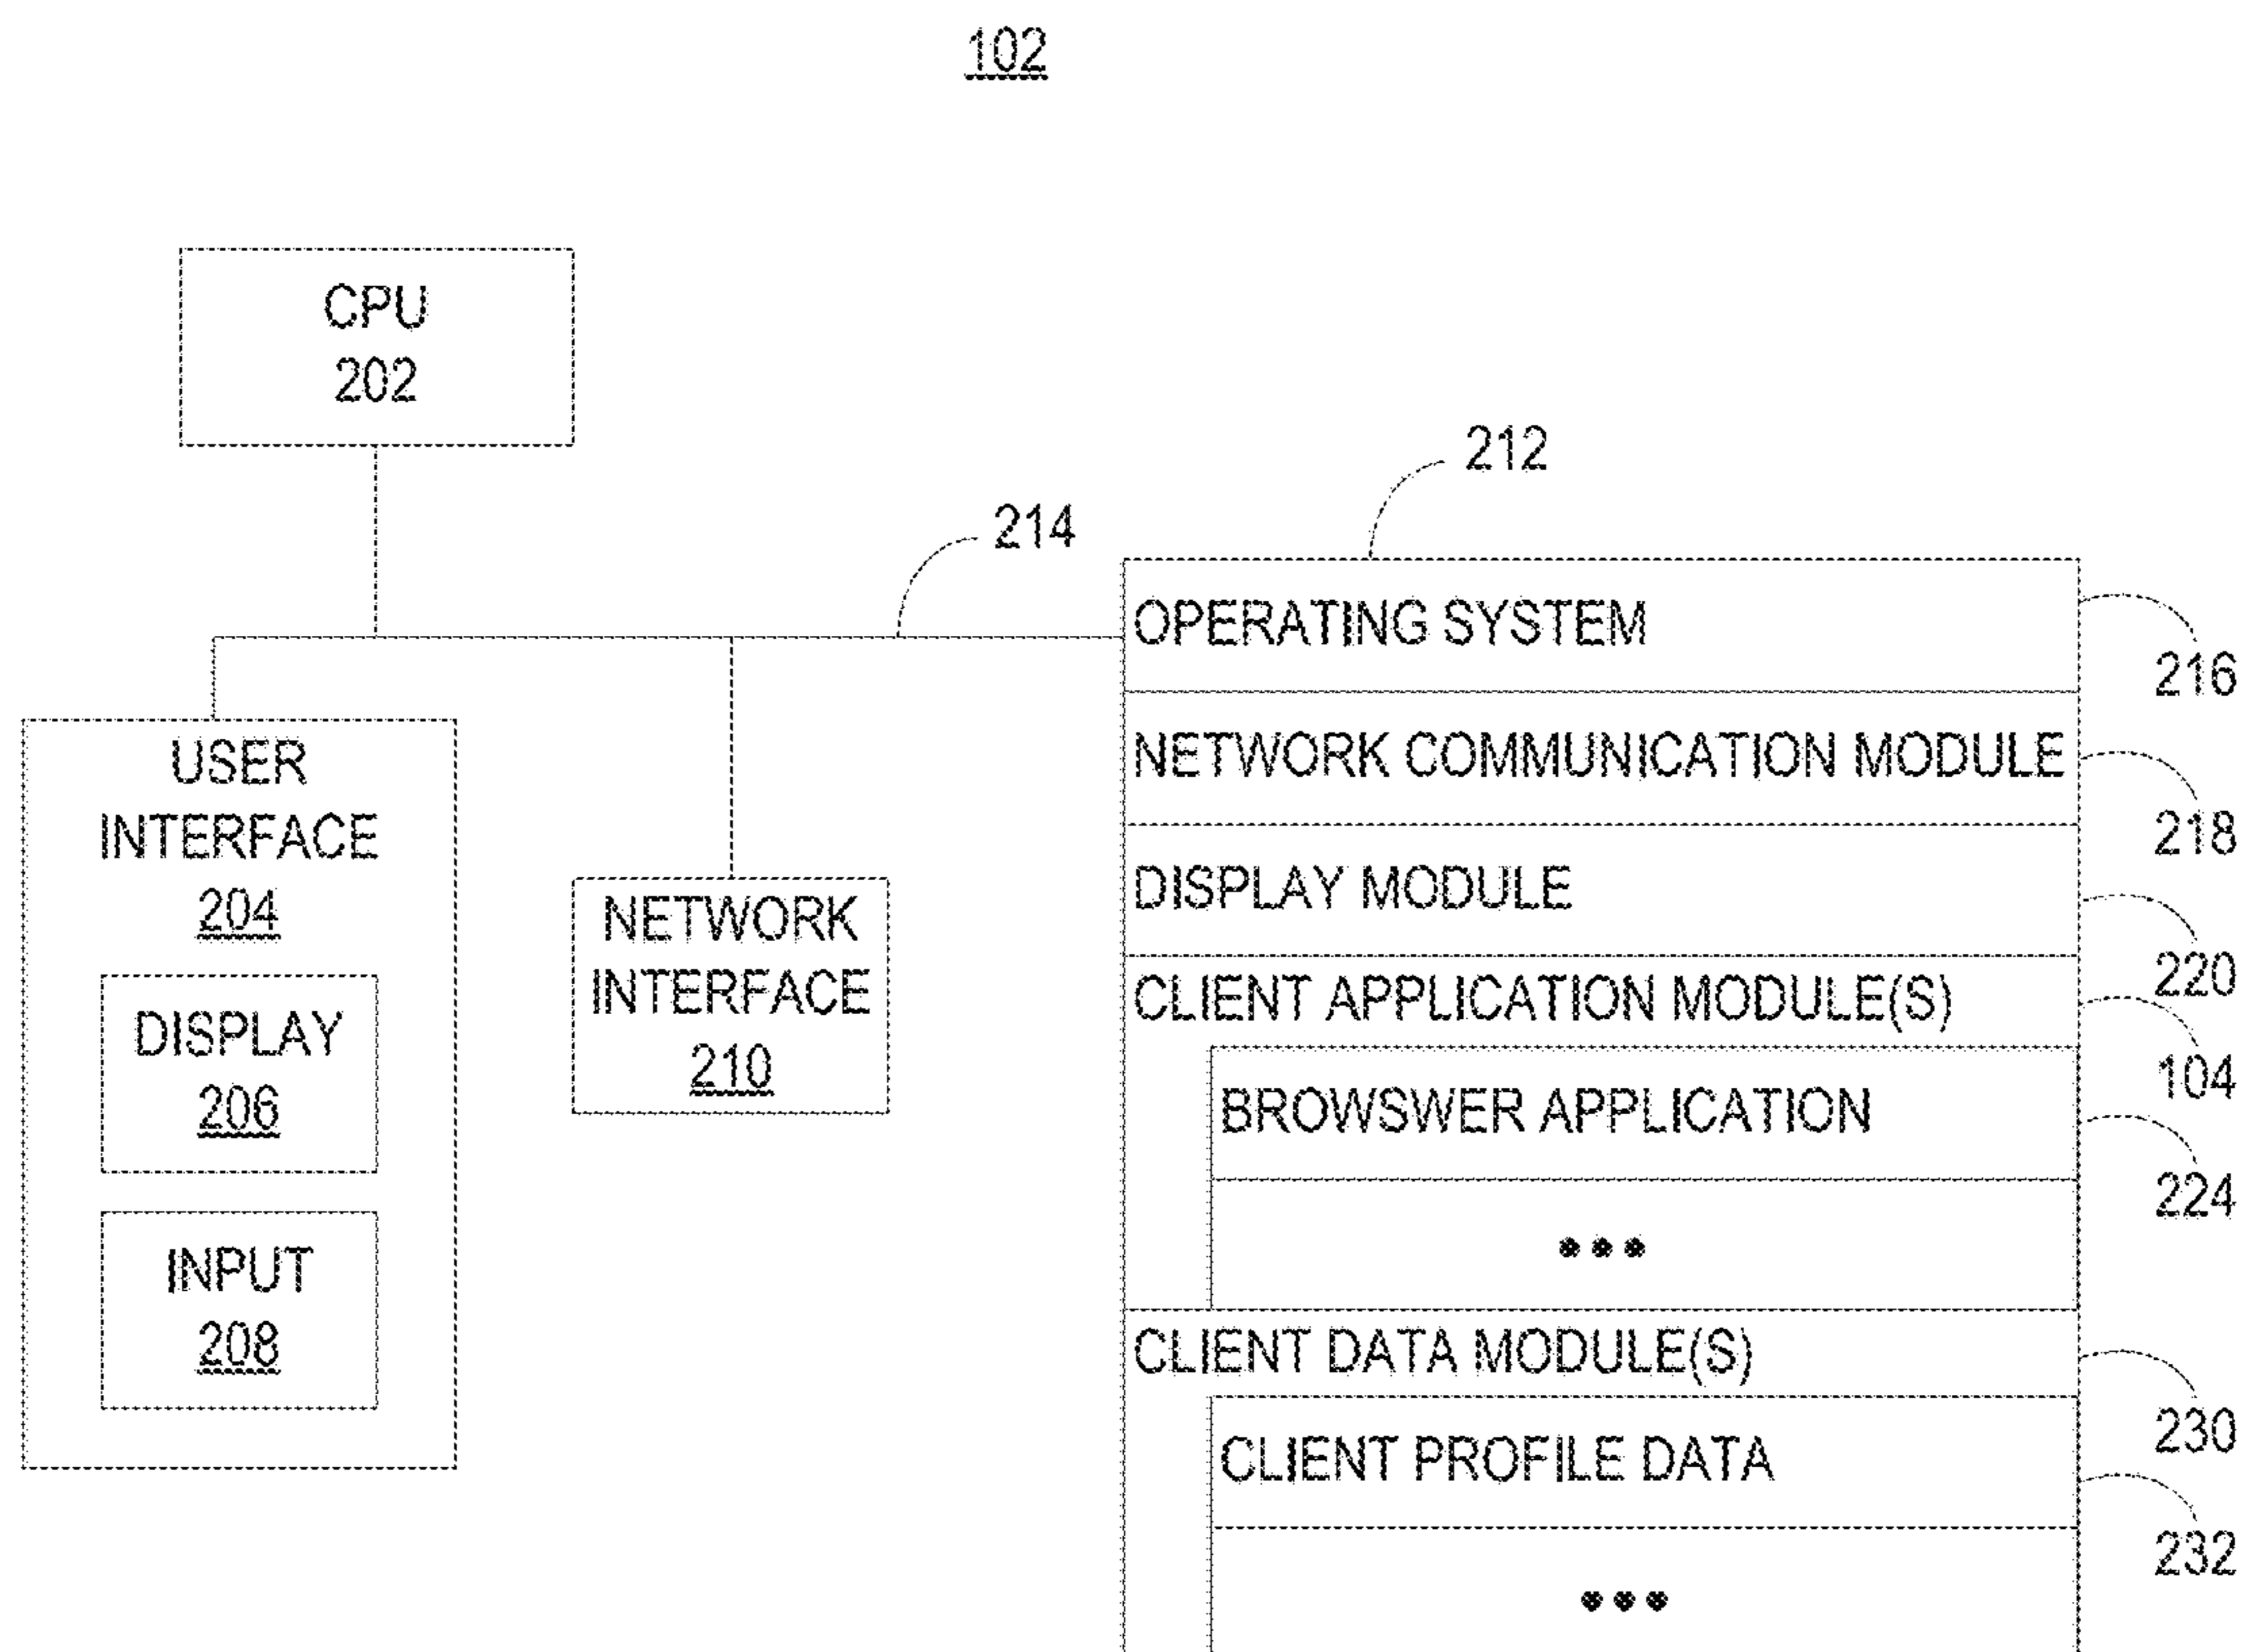 102
CPU
202
212
214
OPERATING SYSTEM
216
NETWORK COMMUNICATION MODULE
218
DISPLAY MODULE
220
CLIENT APPLICATION MODULE(S)
104
BROWSWER APPLICATION
224
•••
CLIENT DATA MODULE(S)
230
CLIENT PROFILE DATA
232
•••
USER
INTERFACE
204
DISPLAY
206
INPUT
208
NETWORK
INTERFACE
210